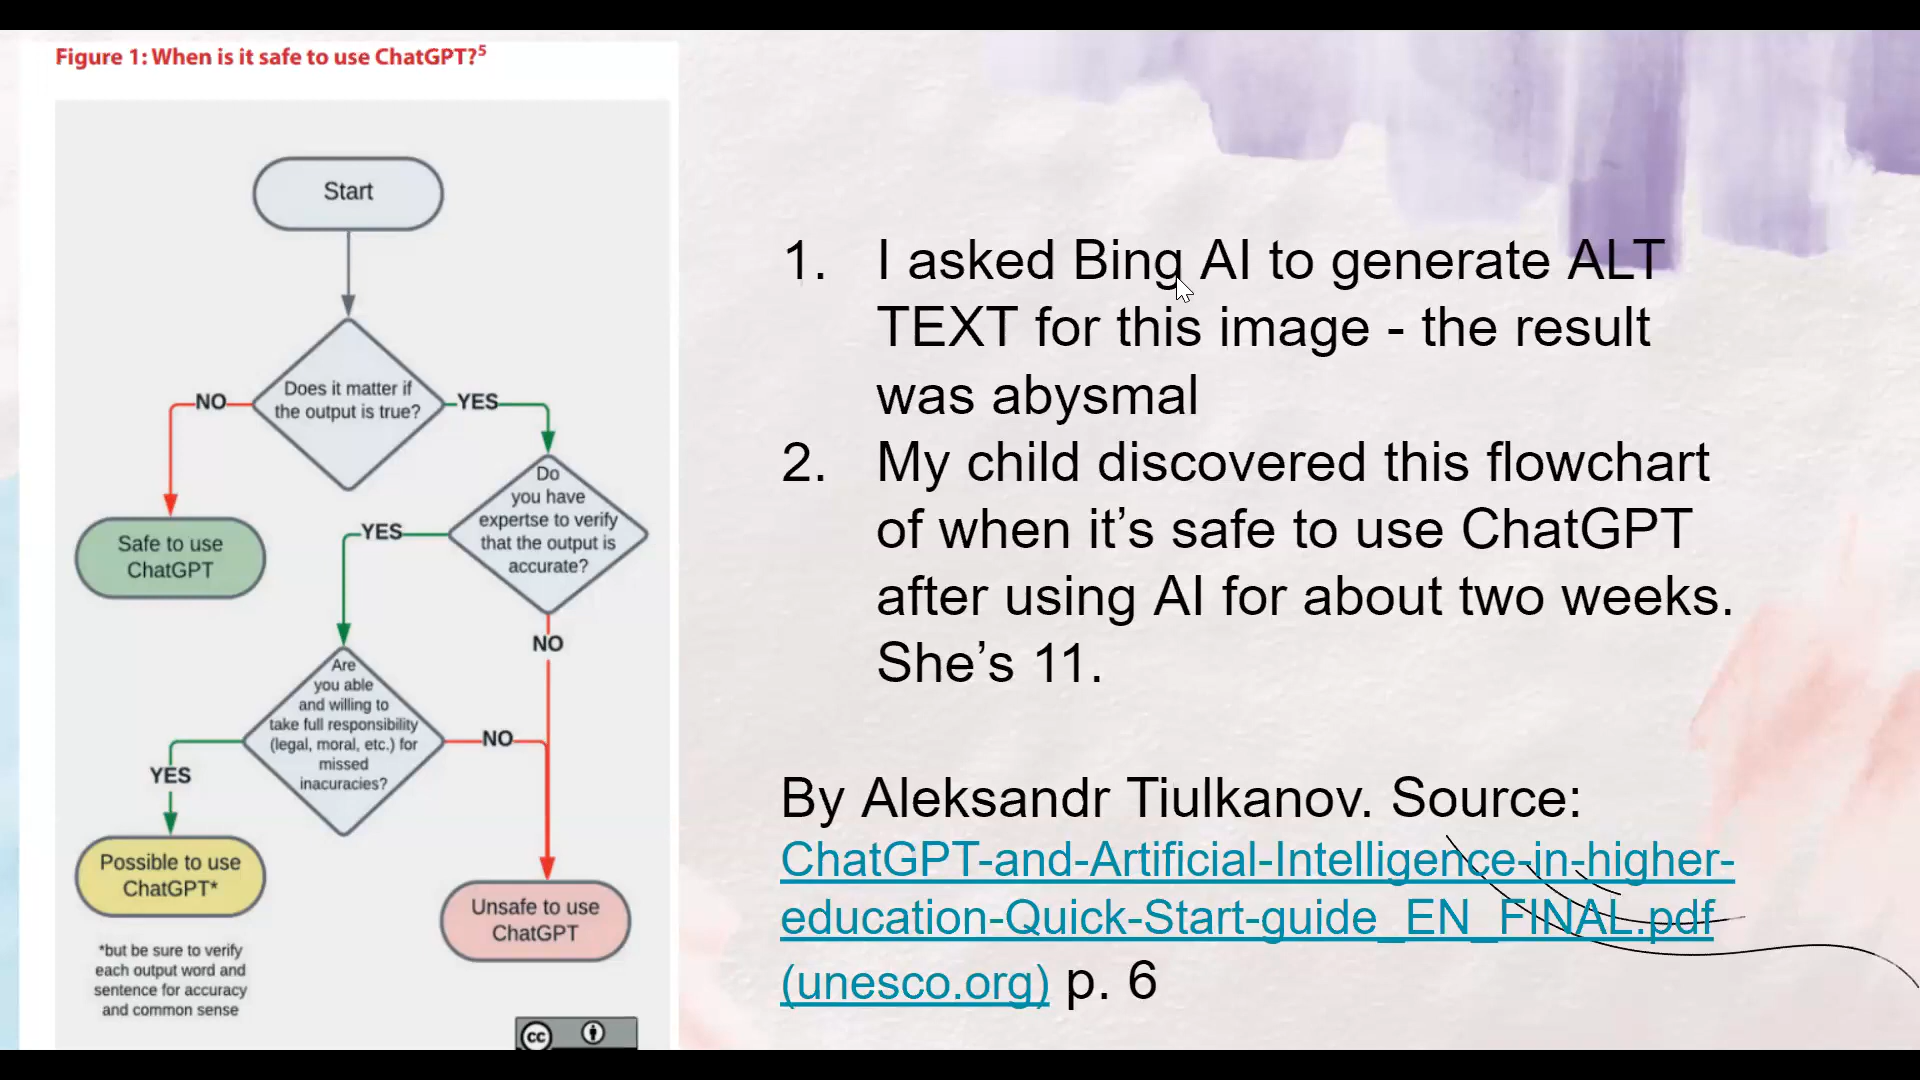 Figure 1: When is it safe to use ChatGPT?5
Start
Does it matter if
the output is true?
NO
YES
Safe to use
ChatGPT
Do
you have
expertse to verify
that the output is
accurate?
YES
NO
Are
you able
and willing to
take full responsibility
(legal, moral, etc.) for
missed
inacuracies?
NO
YES
Possible to use
ChatGPT*
Unsafe to use
ChatGPT
*but be sure to verify
each output word and
sentence for accuracy
and common sense
cc
1. I asked Bing AI to generate ALT
TEXT for this image - the result
was abysmal
2. My child discovered this flowchart
of when it’s safe to use ChatGPT
after using AI for about two weeks.
She’s 11.
By Aleksandr Tiulkanov. Source:
ChatGPT-and-Artificial-Intelligence-in-higher-
education-Quick-Start-guide_EN_FINAL.pdf
(unesco.org) p. 6